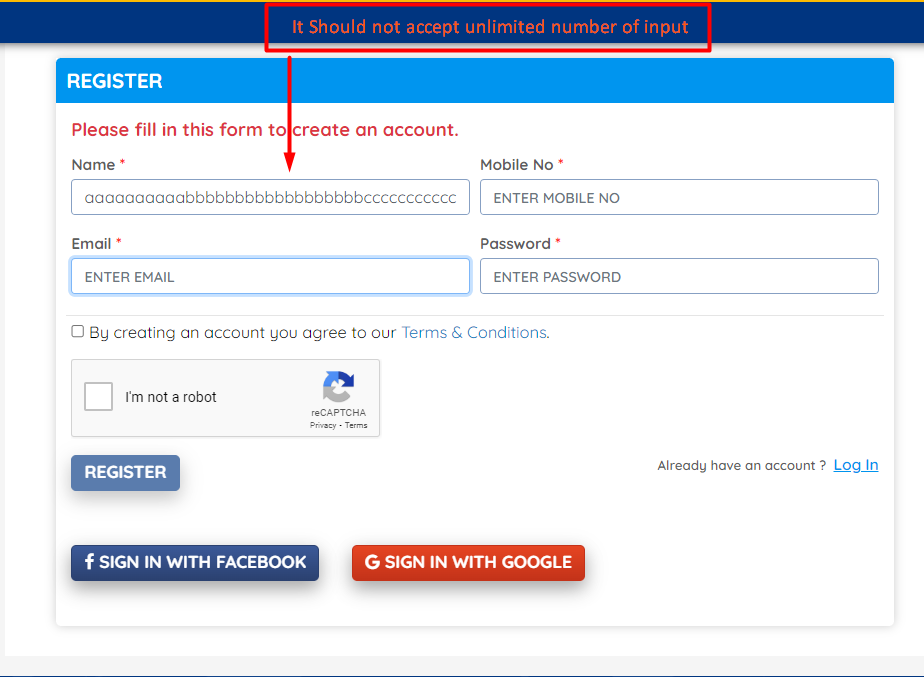 It Should not accept unlimited number of input
REGISTER
Please fill in this form to create an account.
Name * Mobile No *
aaaaaaaaaabbbbbbbbbbbbbbbbbbccccccccccc ENTER MOBILE NO
Email * Password *
ENTER EMAIL ENTER PASSWORD
By creating an account you agree to our Terms & Conditions.
I'm not a robot
reCAPTCHA
Privacy - Terms
REGISTER
Already have an account ? Log In
f SIGN IN WITH FACEBOOK
G SIGN IN WITH GOOGLE